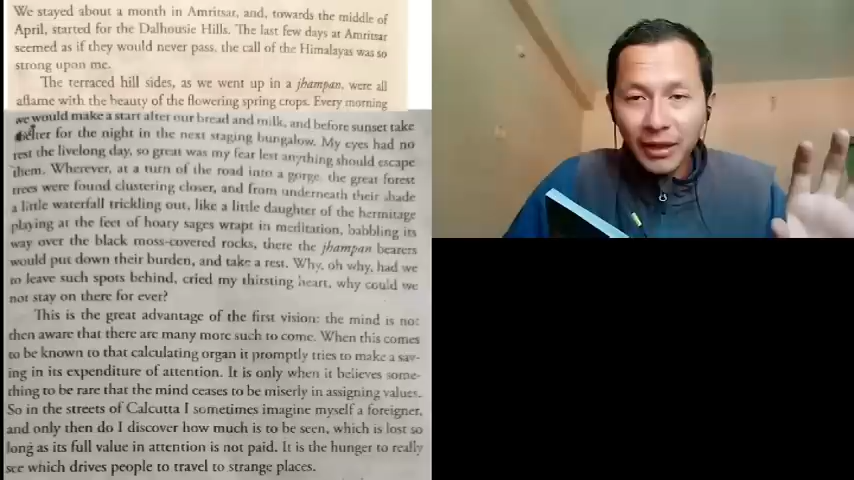 We stayed about a month in Amritsar, and, towards the middle of
April, started for the Dalhousie Hills. The last few days at Amritsar
seemed as if they would never pass, the call of the Himalayas was so
strong upon me.
The terraced hill sides, as we went up in a jhampan, were all
aflame with the beauty of the flowering spring crops. Every morning
we would make a start after our bread and milk, and before sunset take
shelter for the night in the next staging bungalow. My eyes had no
rest the livelong day, so great was my fear lest anything should escape
them. Wherever, at a turn of the road into a gorge, the great forest
trees were found clustering closer, and from underneath their shade
a little waterfall trickling out, like a little daughter of the hermitage
playing at the feet of hoary sages wrapt in meditation, babbling its
way over the black moss-covered rocks, there the jhampan bearers
would put down their burden, and take a rest. Why, oh why, had we
to leave such spots behind, cried my thirsting heart, why could we
not stay on there for ever?
This is the great advantage of the first vision: the mind is not
then aware that there are many more such to come. When this comes
to be known to that calculating organ it promptly tries to make a sav-
ing in its expenditure of attention. It is only when it believes some-
thing to be rare that the mind ceases to be miserly in assigning values.
So in the streets of Calcutta I sometimes imagine myself a foreigner,
and only then do I discover how much is to be seen, which is lost so
long as its full value in attention is not paid. It is the hunger to really
see which drives people to travel to strange places.